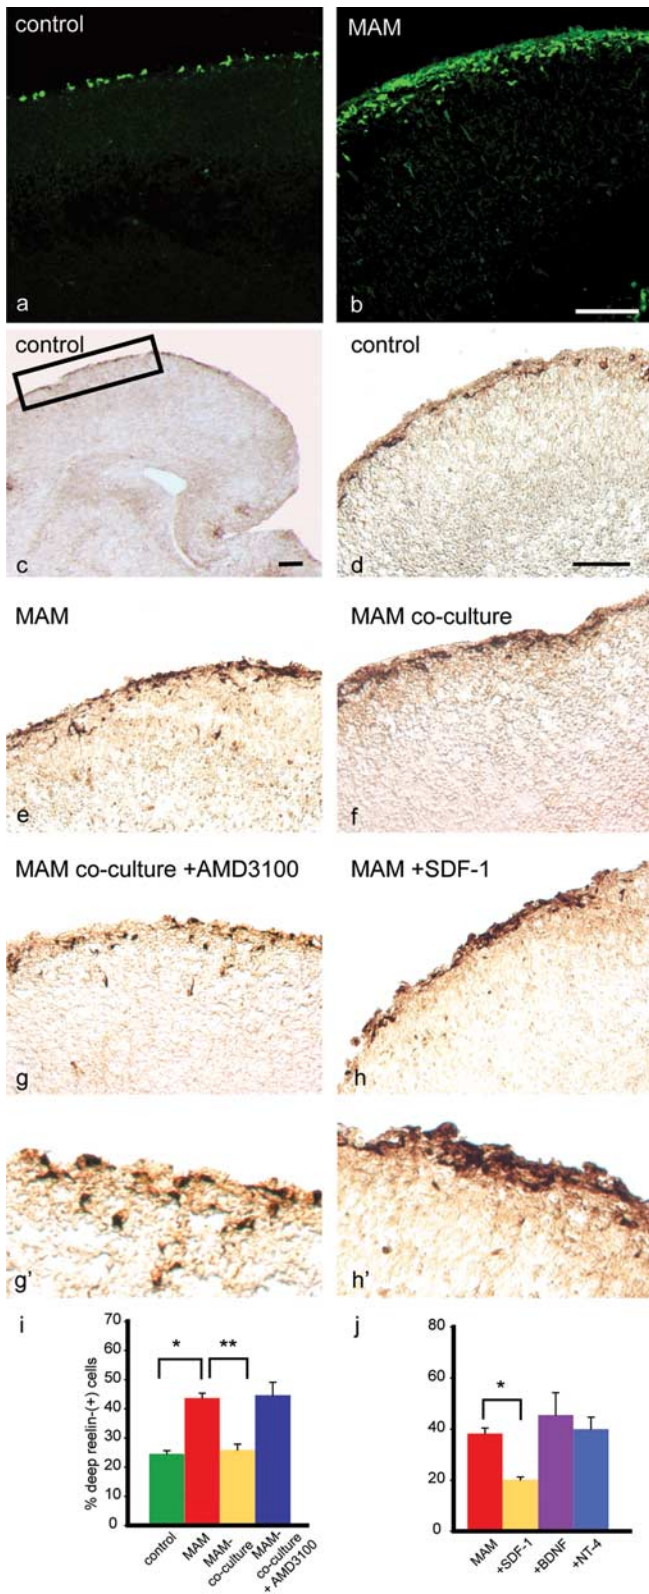 control
MAM
a
b
control
control
c
d
MAM
MAM co-culture
e
f
MAM co-culture +AMD3100
MAM +SDF-1
g
h
g'
h'
i
j
% deep reelin-(+) cells
70
60
50
40
30
20
10
0
*
**
control
MAM
MAM-
co-culture
MAM-
co-culture
+ AMD3100
80
60
40
20
0
*
MAM
+SDF-1
+BDNF
+NT-4